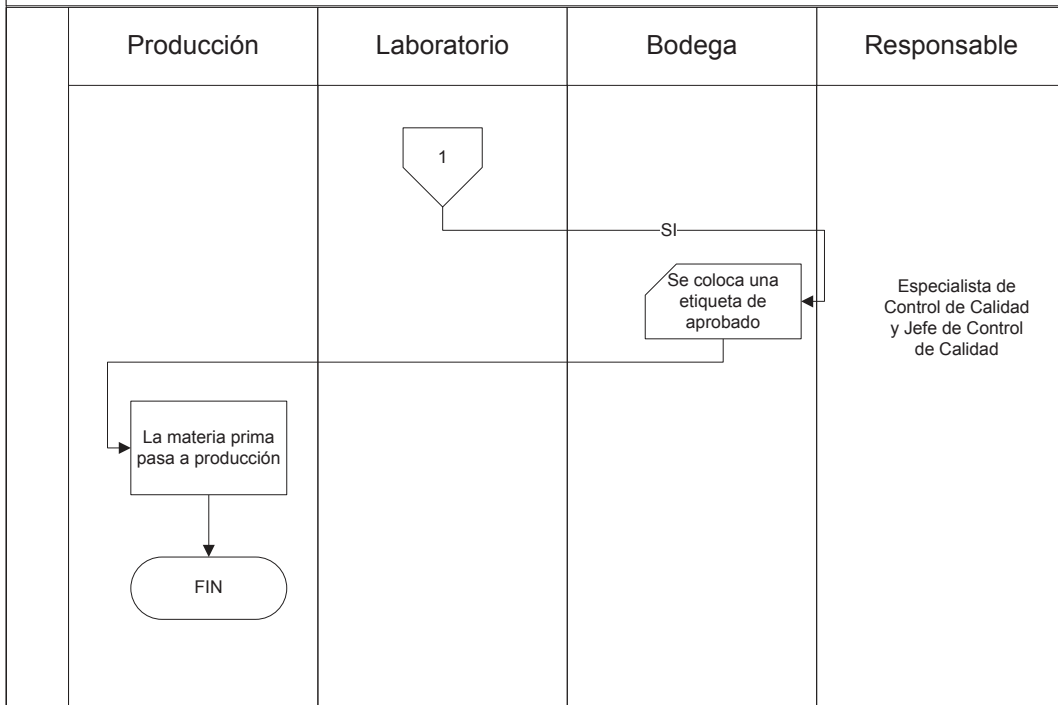 Producción
Laboratorio
Bodega
Responsable
1
SI
Se coloca una
etiqueta de
aprobado
Especialista de
Control de Calidad
y Jefe de Control
de Calidad
La materia prima
pasa a producción
FIN